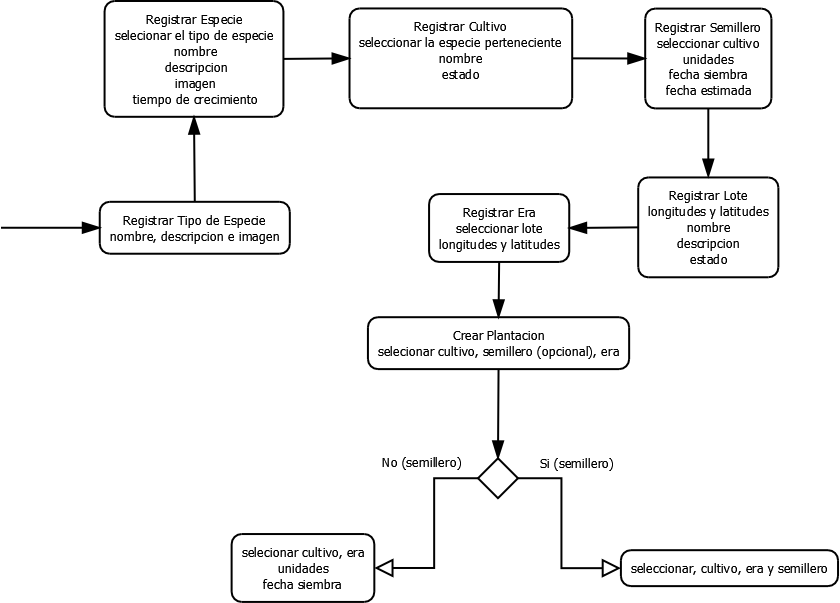 Registrar Especie
selecionar el tipo de especie
nombre
descripcion
imagen
tiempo de crecimiento
Registrar Cultivo
seleccionar la especie perteneciente
nombre
estado
Registrar Semillero
seleccionar cultivo
unidades
fecha siembra
fecha estimada
Registrar Tipo de Especie
nombre, descripcion e imagen
Registrar Era
seleccionar lote
longitudes y latitudes
Registrar Lote
longitudes y latitudes
nombre
descripcion
estado
Crear Plantacion
selecionar cultivo, semillero (opcional), era
No (semillero)
Si (semillero)
selecionar cultivo, era
unidades
fecha siembra
seleccionar, cultivo, era y semillero